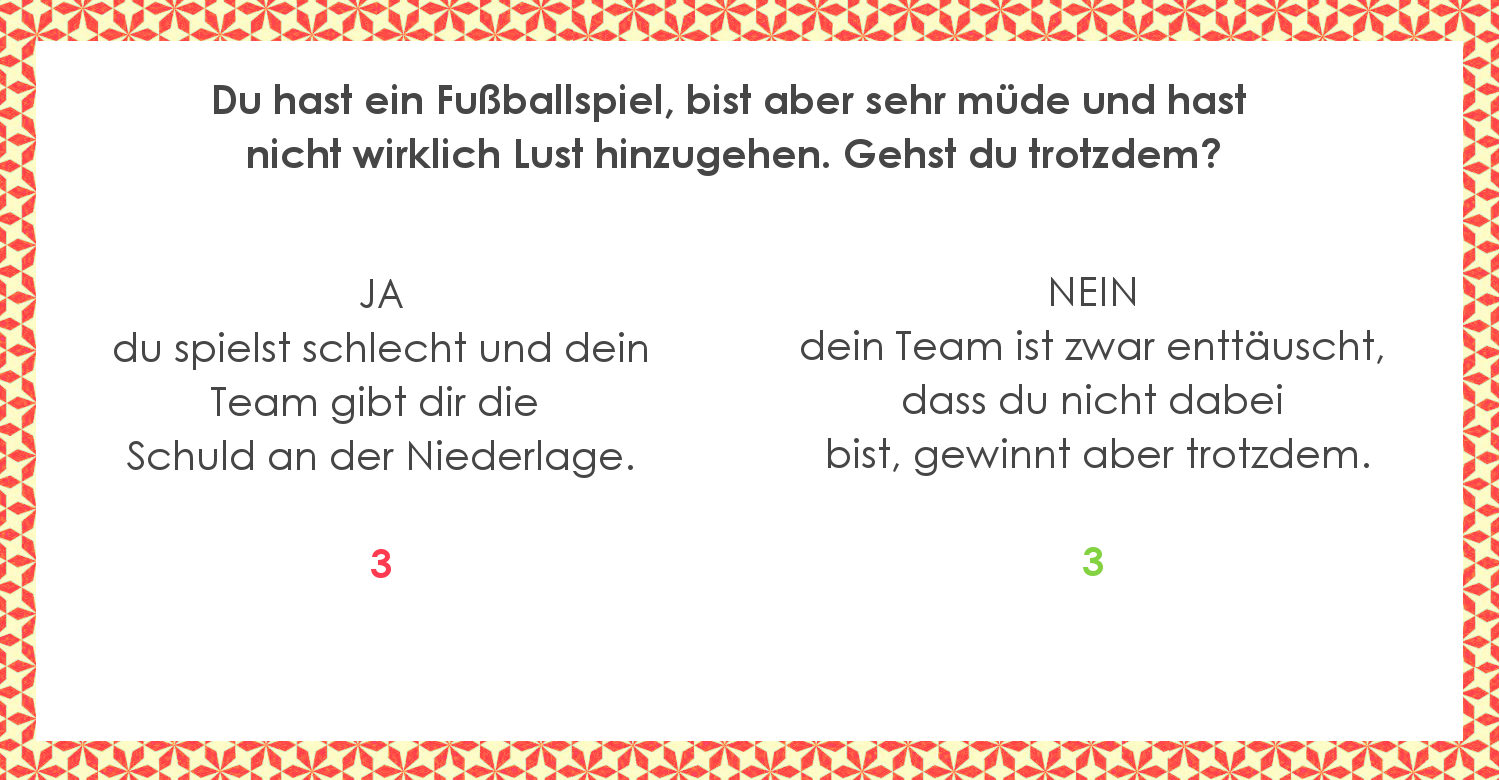 Du hast ein Fußballspiel, bist aber sehr müde und hast
nicht wirklich Lust hinzugehen. Gehst du trotzdem?
JA
du spielst schlecht und dein
Team gibt dir die
Schuld an der Niederlage.
3
NEIN
dein Team ist zwar enttäuscht,
dass du nicht dabei
bist, gewinnt aber trotzdem.
3